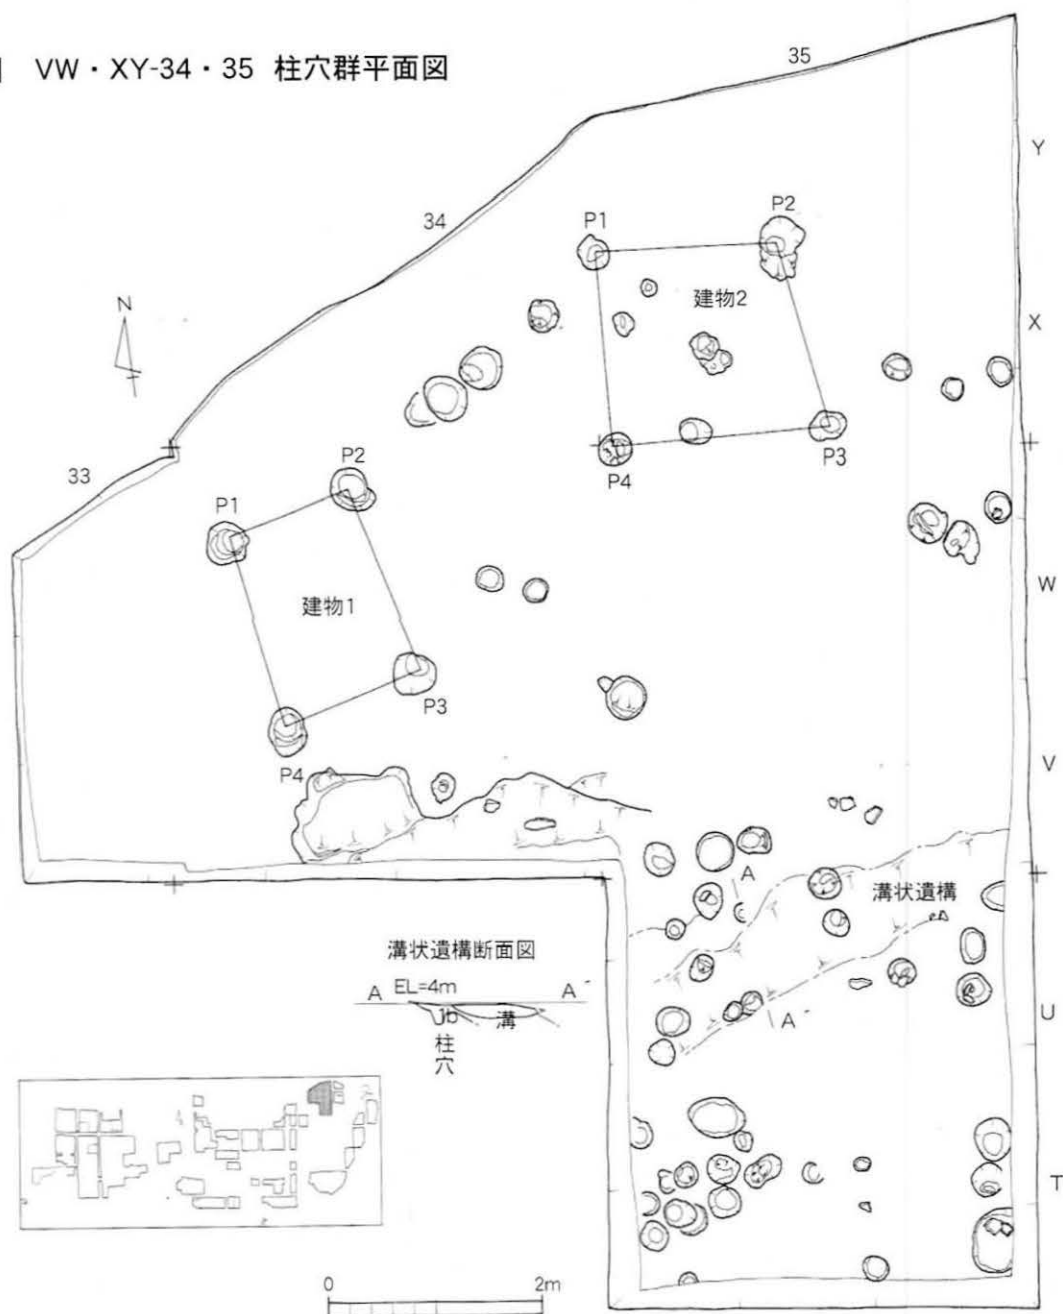 VW・XY-34・35 柱穴群平面図
35
Y
34
P1
P2
N
建物2
X
33
P2
P1
P4
P3
W
建物1
P3
P4
V
A
溝状遺構
溝状遺構断面図
A EL=4m A'
Jb 溝
柱穴
A'
U
T
0 2m